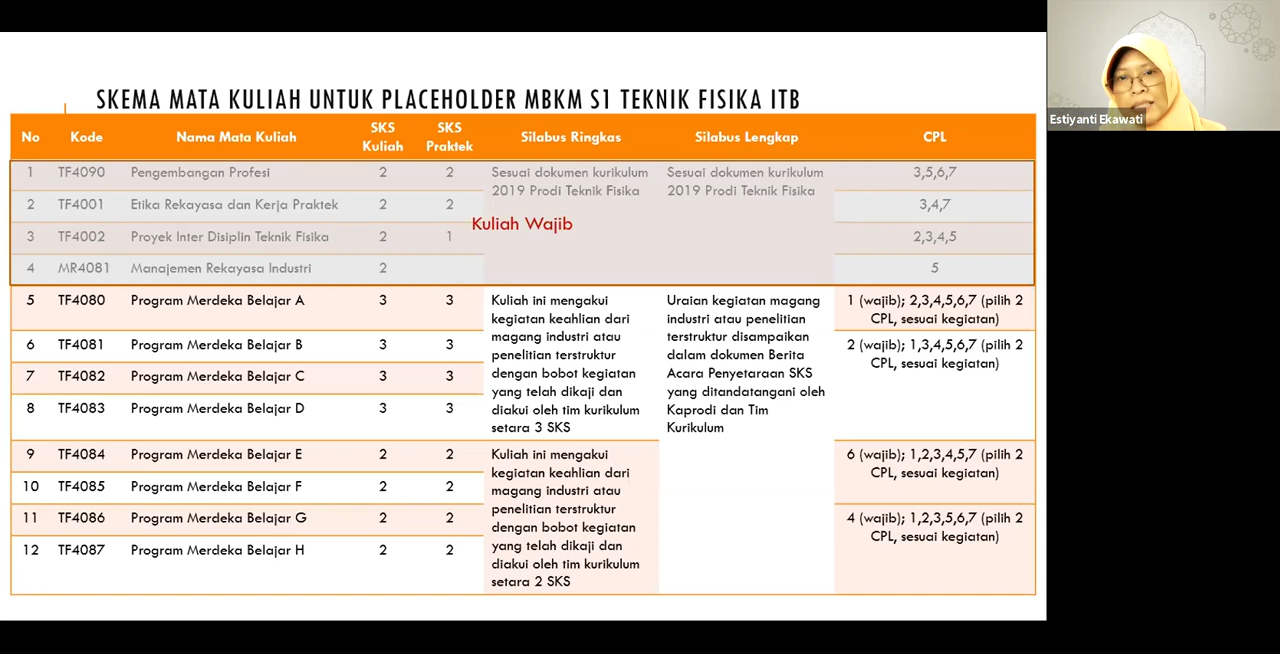 SKEMA MATA KULIAH UNTUK PLACEHOLDER MBKM S1 TEKNIK FISIKA ITB
Estiyanti Ekawati
No Kode Nama Mata Kuliah SKS Kuliah SKS Praktek Silabus Ringkas Silabus Lengkap CPL
1 TF4090 Pengembangan Profesi 2 2 Sesuai dokumen kurikulum 2019 Prodi Teknik Fisika Sesuai dokumen kurikulum 2019 Prodi Teknik Fisika 3,5,6,7
2 TF4001 Etika Rekayasa dan Kerja Praktek 2 2 3,4,7
Kuliah Wajib
3 TF4002 Proyek Inter Disiplin Teknik Fisika 2 1 2,3,4,5
4 MR4081 Manajemen Rekayasa Industri 2 5
5 TF4080 Program Merdeka Belajar A 3 3 Kuliah ini mengakui kegiatan keahlian dari magang industri atau penelitian terstruktur dengan bobot kegiatan yang telah dikaji dan diakui oleh tim kurikulum setara 3 SKS Uraian kegiatan magang industri atau penelitian terstruktur disampaikan dalam dokumen Berita Acara Penyetaraan SKS yang ditandatangani oleh Kaprodi dan Tim Kurikulum 1 (wajib); 2,3,4,5,6,7 (pilih 2 CPL, sesuai kegiatan)
6 TF4081 Program Merdeka Belajar B 3 3 2 (wajib); 1,3,4,5,6,7 (pilih 2 CPL, sesuai kegiatan)
7 TF4082 Program Merdeka Belajar C 3 3
8 TF4083 Program Merdeka Belajar D 3 3
9 TF4084 Program Merdeka Belajar E 2 2 Kuliah ini mengakui kegiatan keahlian dari magang industri atau penelitian terstruktur dengan bobot kegiatan yang telah dikaji dan diakui oleh tim kurikulum setara 2 SKS 6 (wajib); 1,2,3,4,5,7 (pilih 2 CPL, sesuai kegiatan)
10 TF4085 Program Merdeka Belajar F 2 2
11 TF4086 Program Merdeka Belajar G 2 2 4 (wajib); 1,2,3,5,6,7 (pilih 2 CPL, sesuai kegiatan)
12 TF4087 Program Merdeka Belajar H 2 2